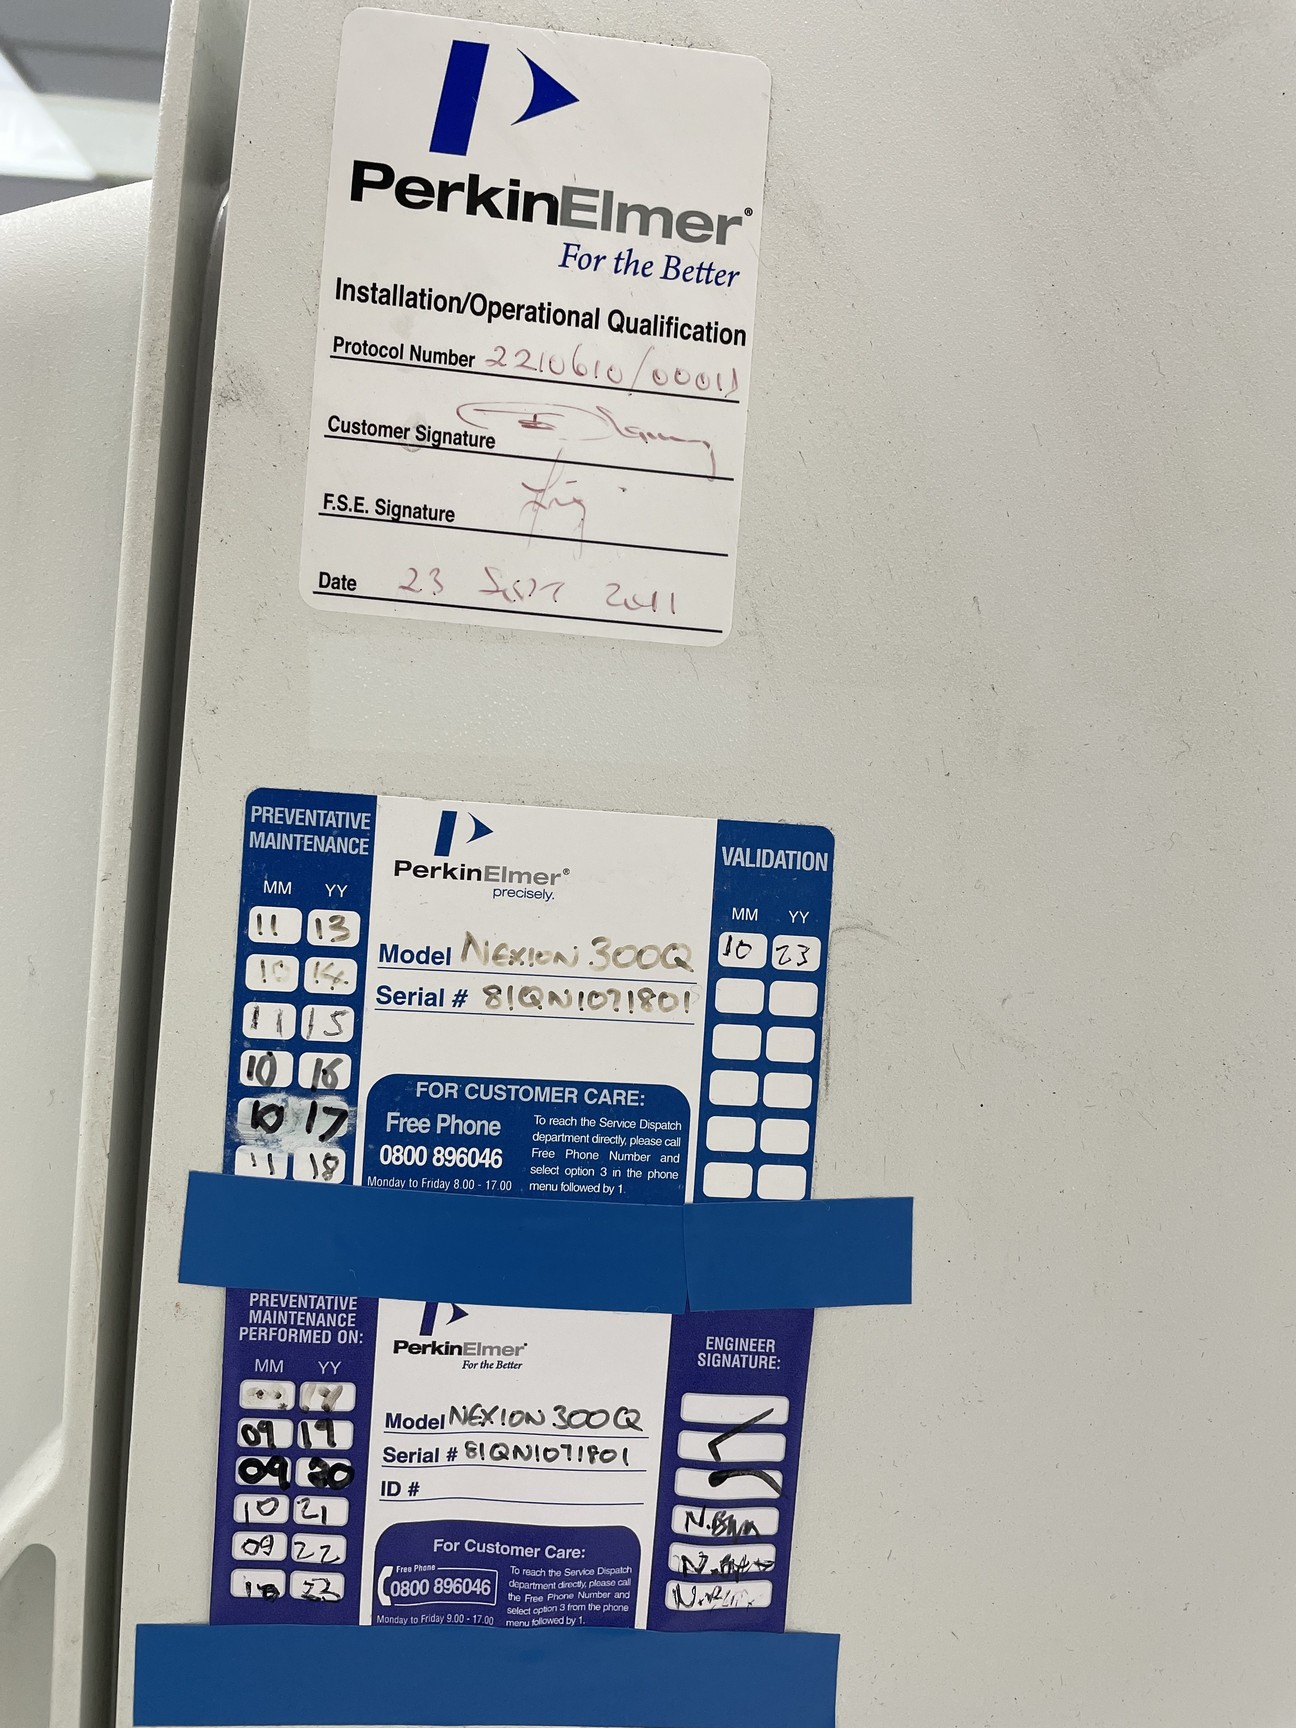 PerkinElmer®
For the Better
Installation/Operational Qualification
Protocol Number 2210610/00011
Customer Signature
F.S.E. Signature
Date 23 SEPT 2011
PREVENTATIVE
MAINTENANCE
MM YY
11 13
10 14
11 15
10 16
10 17
11 18
PerkinElmer®
precisely.
Model NEXION 300Q
Serial # 81QN1071801
FOR CUSTOMER CARE:
Free Phone
0800 896046
Monday to Friday 8.00 - 17.00
To reach the Service Dispatch
department directly, please call
Free Phone Number and
select option 3 in the phone
menu followed by 1.
VALIDATION
MM YY
10 23
PREVENTATIVE
MAINTENANCE
PERFORMED ON:
MM YY
09 19
09 20
10 21
09 22
PerkinElmer®
For the Better
Model NEXION 300Q
Serial # 81QN1071801
ID #
For Customer Care:
Free Phone
0800 896046
Monday to Friday 9.00 - 17.00
To reach the Service Dispatch
department directly, please call
the Free Phone Number and
select option 3 from the phone
menu followed by 1.
ENGINEER
SIGNATURE: